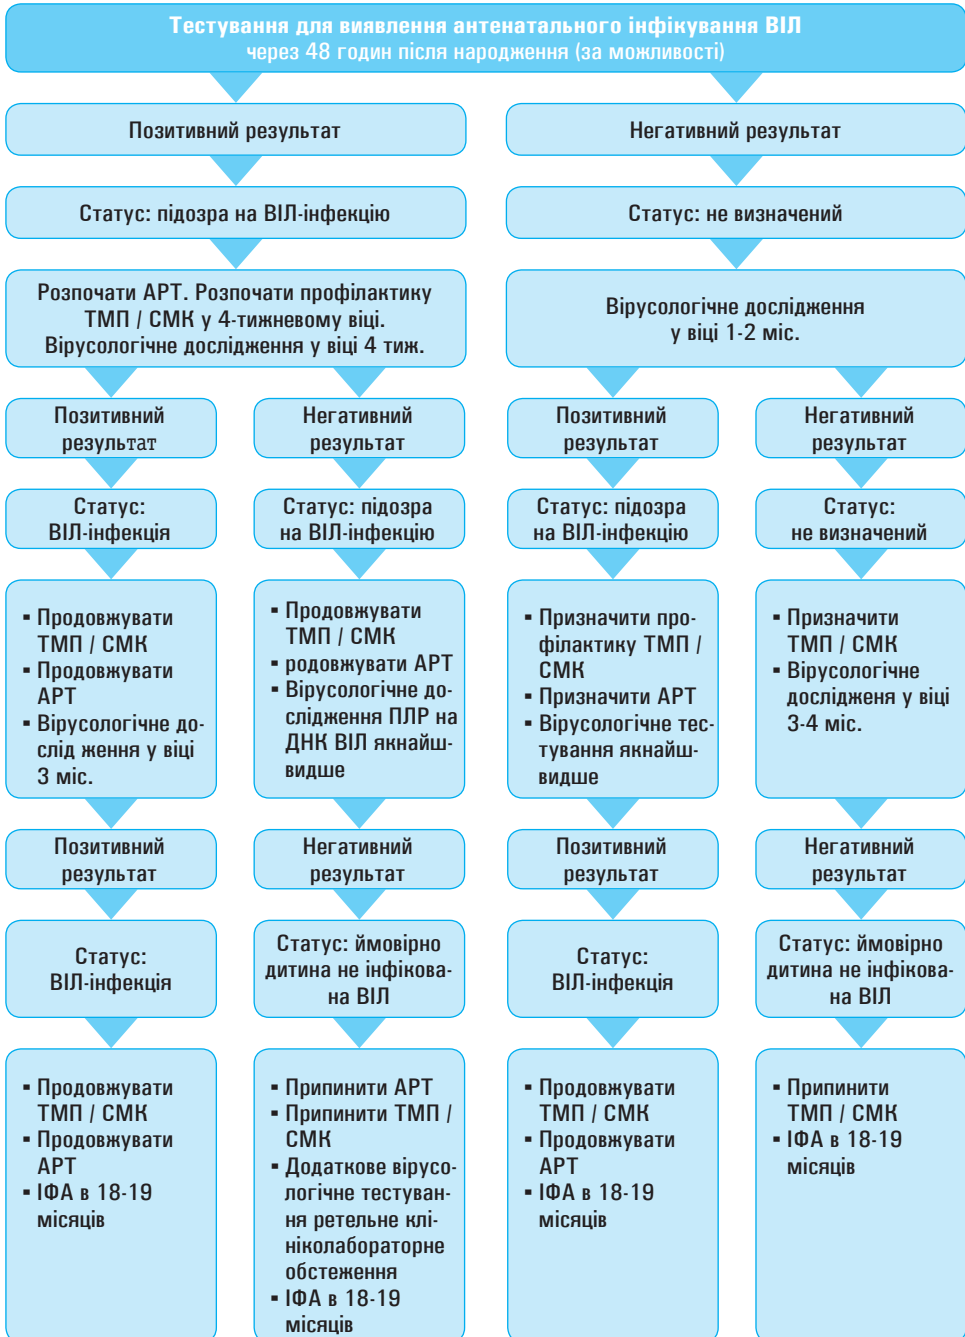 Тестування для виявлення антенатального інфікування ВІЛ
через 48 годин після народження (за можливості)
Позитивний результат
Негативний результат
Статус: підозра на ВІЛ-інфекцію
Статус: не визначений
Розпочати АРТ. Розпочати профілактику
ТМП / СМК у 4-тижневому віці.
Вірусологічне дослідження у віці 4 тиж.
Вірусологічне дослідження
у віці 1-2 міс.
Позитивний
результат
Негативний
результат
Позитивний
результат
Негативний
результат
Статус:
ВІЛ-інфекція
Статус: підозра
на ВІЛ-інфекцію
Статус: підозра
на ВІЛ-інфекцію
Статус:
не визначений
▪ Продовжувати
ТМП / СМК
▪ Продовжувати
АРТ
▪ Вірусологічне до-
слід ження у віці
3 міс.
▪ Продовжувати
ТМП / СМК
▪ родовжувати АРТ
▪ Вірусологічне до-
слідження ПЛР на
ДНК ВІЛ якнайш-
видше
▪ Призначити про-
філактику ТМП /
СМК
▪ Призначити АРТ
▪ Вірусологічне тес-
тування якнайш-
видше
▪ Призначити
ТМП / СМК
▪ Вірусологічне
дослідженя у віці
3-4 міс.
Позитивний
результат
Негативний
результат
Позитивний
результат
Негативний
результат
Статус:
ВІЛ-інфекція
Статус: ймовірно
дитина не інфікова-
на ВІЛ
Статус:
ВІЛ-інфекція
Статус: ймовірно
дитина не інфікова-
на ВІЛ
▪ Продовжувати
ТМП / СМК
▪ Продовжувати
АРТ
▪ ІФА в 18-19
місяців
▪ Припинити АРТ
▪ Припинити ТМП /
СМК
▪ Додаткове вірусо-
логічне тестуван-
ня ретельне клі-
ніколабораторне
обстеження
▪ ІФА в 18-19
місяців
▪ Продовжувати
ТМП / СМК
▪ Продовжувати
АРТ
▪ ІФА в 18-19
місяців
▪ Припинити
ТМП / СМК
▪ ІФА в 18-19
місяців